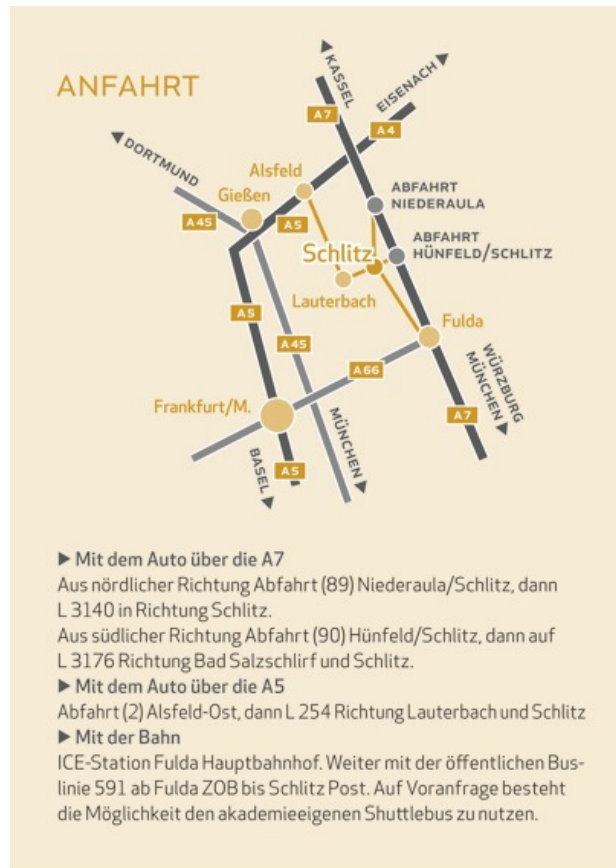 ANFAHRT
KASSEL
EISENACH
A7
A4
DORTMUND
Alsfeld
Gießen
ABFAHRT
NIEDERAULA
A45
A5
ABFAHRT
HÜNFELD/SCHLITZ
Schlitz
Lauterbach
A5
Fulda
A45
A66
WÜRZBURG
MÜNCHEN
Frankfurt/M.
MÜNCHEN
A7
BASEL
A5
▶ Mit dem Auto über die A7
Aus nördlicher Richtung Abfahrt (89) Niederaula/Schlitz, dann
L 3140 in Richtung Schlitz.
Aus südlicher Richtung Abfahrt (90) Hünfeld/Schlitz, dann auf
L 3176 Richtung Bad Salzschlirf und Schlitz.
▶ Mit dem Auto über die A5
Abfahrt (2) Alsfeld-Ost, dann L 254 Richtung Lauterbach und Schlitz
▶ Mit der Bahn
ICE-Station Fulda Hauptbahnhof. Weiter mit der öffentlichen Bus-
linie 591 ab Fulda ZOB bis Schlitz Post. Auf Voranfrage besteht
die Möglichkeit den akademieeigenen Shuttlebus zu nutzen.